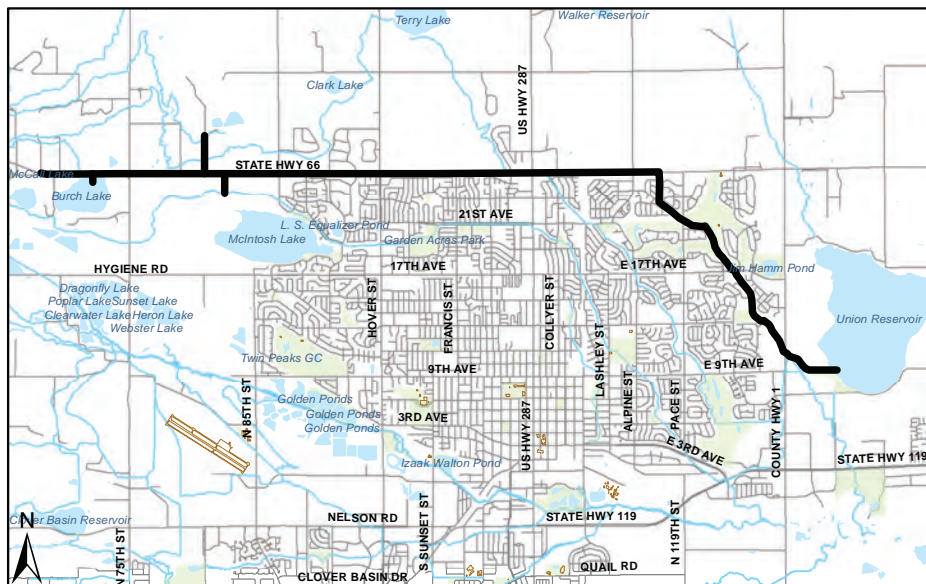 Terry Lake
Walker Reservoir
Clark Lake
US HWY 287
STATE HWY 66
McCall Lake
Burch Lake
21ST AVE
L. S. Equalizer Pond
McIntosh Lake
Garden Acres Park
HYGIENE RD
17TH AVE
E 17TH AVE
Jim Hamm Pond
Dragonfly Lake
Poplar Lake
Sunset Lake
Clearwater Lake
Heron Lake
Webster Lake
HOVER ST
FRANCIS ST
COLLYER ST
LASHLEY ST
Union Reservoir
Twin Peaks GC
9TH AVE
E 9TH AVE
ALPINE ST
PACE ST
COUNTY HWY 1
N 85TH ST
Golden Ponds
Golden Ponds
Golden Ponds
3RD AVE
US HWY 287
E 3RD AVE
Izaak Walton Pond
STATE HWY 119
Clover Basin Reservoir
N
NELSON RD
STATE HWY 119
N 75TH ST
S SUNSET ST
N 119TH ST
CLOVER BASIN DR
QUAIL RD